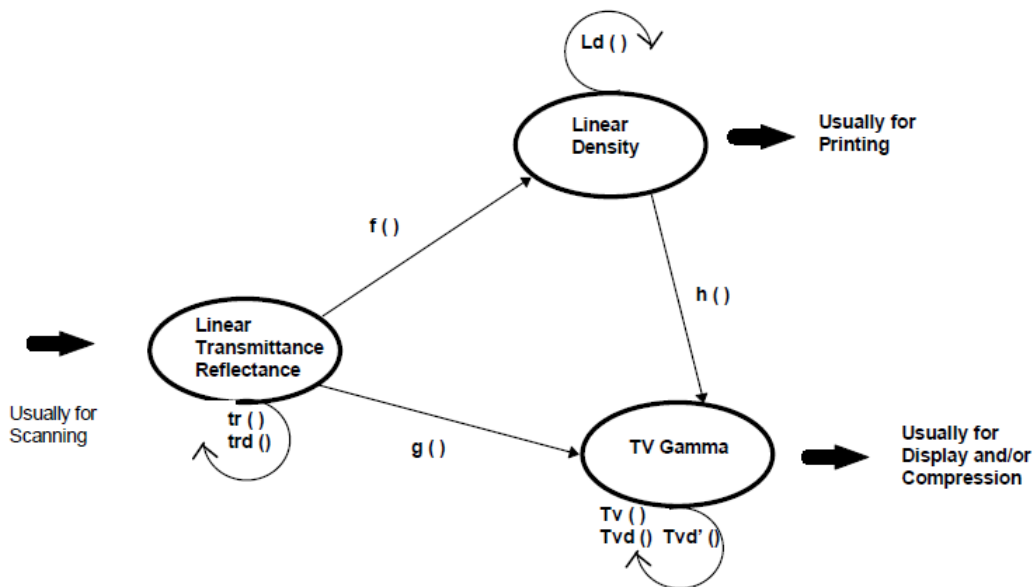 Ld ( )
Linear
Density
Usually for
Printing
f ( )
h ( )
Linear
Transmittance
Reflectance
Usually for
Scanning
tr ( )
trd ()
g ( )
TV Gamma
Usually for
Display and/or
Compression
Tv ( )
Tvd () Tvd' ()